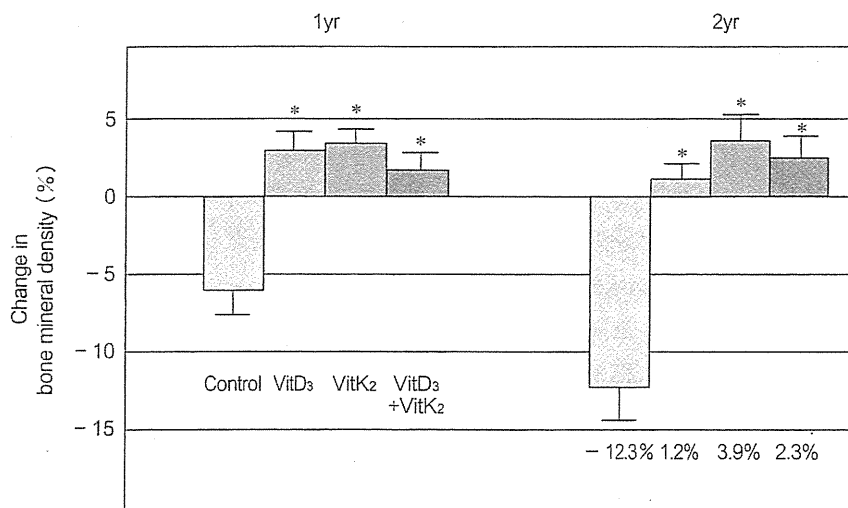 1yr 2yr
Change in
bone mineral density (%)
5
0
− 5
− 10
− 15
* * *
* * *
Control VitD₃ VitK₂ VitD₃
+VitK₂
− 12.3% 1.2% 3.9% 2.3%